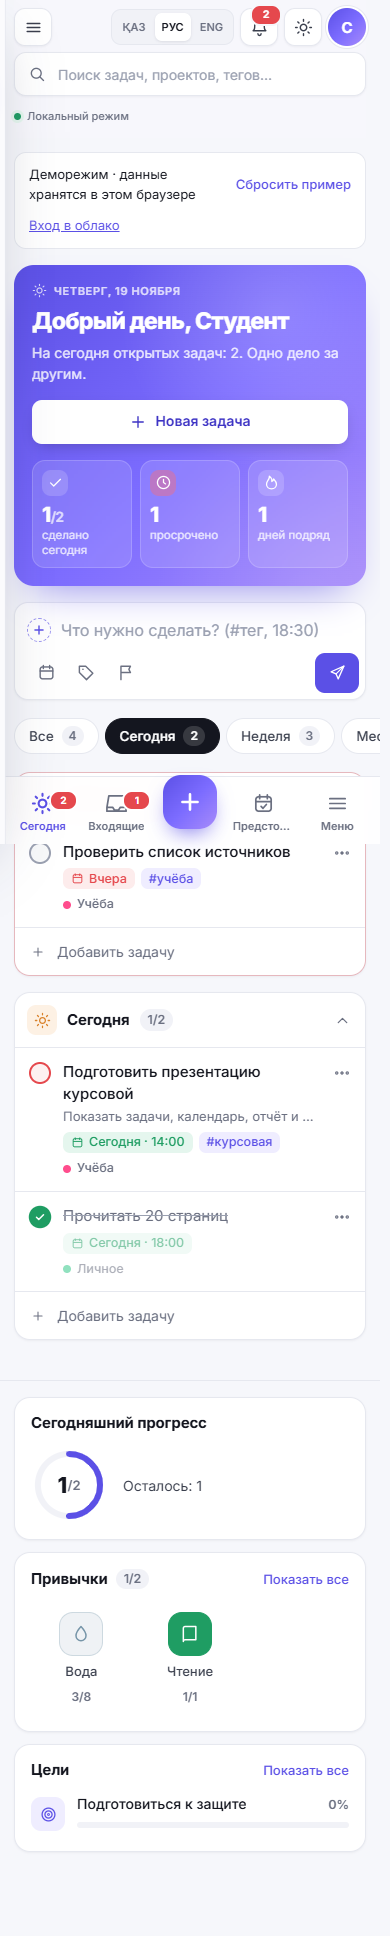 ҚАЗ РУС ENG 2 С
Поиск задач, проектов, тегов...
Локальный режим
Деморежим · данные
хранятся в этом браузере
Сбросить пример
Вход в облако
ЧЕТВЕРГ, 19 НОЯБРЯ
Добрый день, Студент
На сегодня открытых задач: 2. Одно дело за
другим.
+ Новая задача
1/2 1 1
сделано просрочено дней подряд
сегодня
Что нужно сделать? (#тег, 18:30)
Все 4 Сегодня 2 Неделя 3 Мес
2 1
Сегодня Входящие + Предсто... Меню
Проверить список источников
Вчера #учёба
Учёба
+ Добавить задачу
Сегодня 1/2
Подготовить презентацию
курсовой
Показать задачи, календарь, отчёт и ...
Сегодня · 14:00 #курсовая
Учёба
Прочитать 20 страниц
Сегодня · 18:00
Личное
+ Добавить задачу
Сегодняшний прогресс
1/2 Осталось: 1
Привычки 1/2 Показать все
Вода Чтение
3/8 1/1
Цели Показать все
Подготовиться к защите 0%